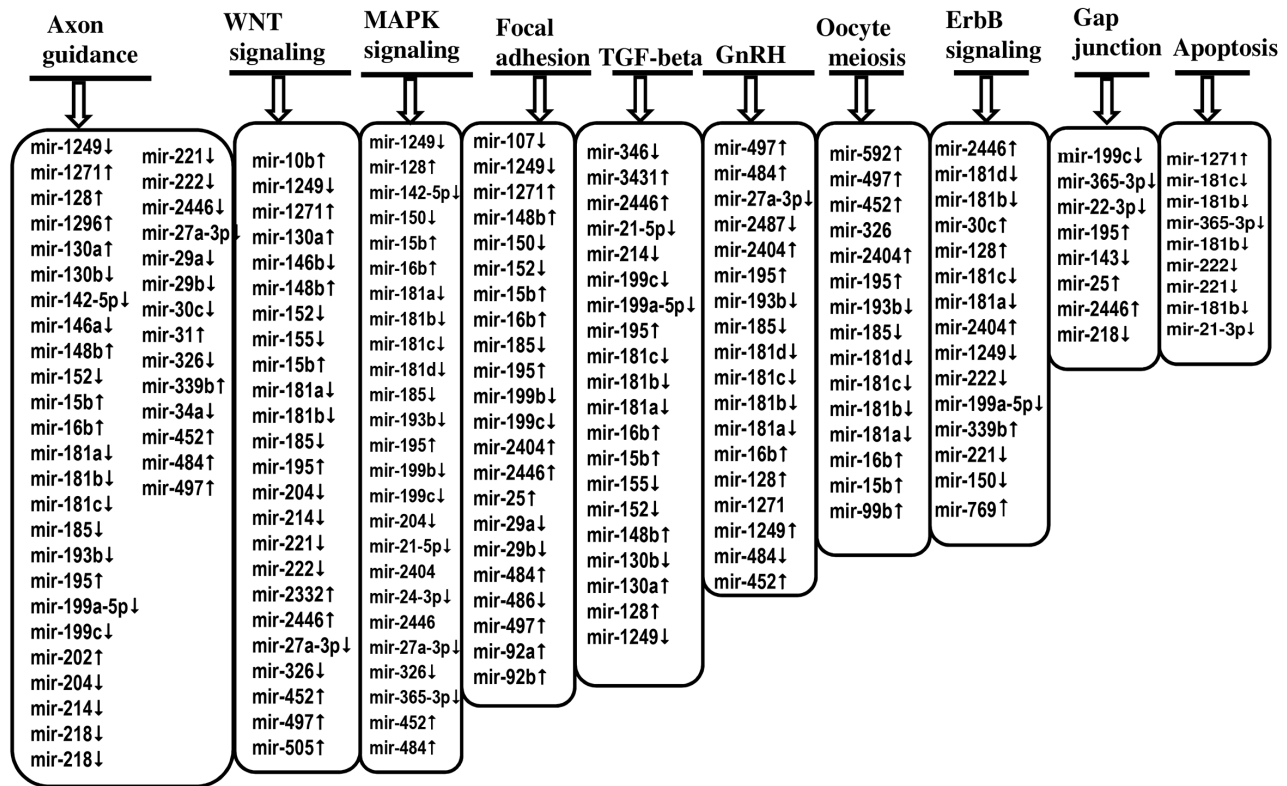 Axon
guidance
mir-1249↓
mir-1271↑
mir-128↑
mir-1296↑
mir-130a↑
mir-130b↓
mir-142-5p↓
mir-146a↓
mir-148b↑
mir-152↓
mir-15b↑
mir-16b↑
mir-181a↓
mir-181b↓
mir-181c↓
mir-185↓
mir-193b↓
mir-195↑
mir-199a-5p↓
mir-199c↓
mir-202↑
mir-204↓
mir-214↓
mir-218↓
mir-218↓
mir-221↓
mir-222↓
mir-2446↓
mir-27a-3p↓
mir-29a↓
mir-29b↓
mir-30c↓
mir-31↑
mir-326↓
mir-339b↑
mir-34a↓
mir-452↑
mir-484↑
mir-497↑
WNT
signaling
mir-10b↑
mir-1249↓
mir-1271↑
mir-130a↑
mir-146b↓
mir-148b↑
mir-152↓
mir-155↓
mir-15b↑
mir-181a↓
mir-181b↓
mir-185↓
mir-195↑
mir-204↓
mir-214↓
mir-221↓
mir-222↓
mir-2332↑
mir-2446↑
mir-27a-3p↓
mir-326↓
mir-452↑
mir-497↑
mir-505↑
MAPK
signaling
mir-1249↓
mir-128↑
mir-142-5p↓
mir-150↓
mir-15b↑
mir-16b↑
mir-181a↓
mir-181b↓
mir-181c↓
mir-181d↓
mir-185↓
mir-193b↓
mir-195↑
mir-199b↓
mir-199c↓
mir-204↓
mir-21-5p↓
mir-2404
mir-24-3p↓
mir-2446
mir-27a-3p↓
mir-326↓
mir-365-3p↓
mir-452↑
mir-484↑
Focal
adhesion
mir-107↓
mir-1249↓
mir-1271↑
mir-148b↑
mir-150↓
mir-152↓
mir-15b↑
mir-16b↑
mir-185↓
mir-195↑
mir-199b↓
mir-199c↓
mir-2404↑
mir-2446↑
mir-25↑
mir-29a↓
mir-29b↓
mir-484↑
mir-486↓
mir-497↑
mir-92a↑
mir-92b↑
TGF-beta
mir-346↓
mir-3431↑
mir-2446↑
mir-21-5p↓
mir-214↓
mir-199c↓
mir-199a-5p↓
mir-195↑
mir-181c↓
mir-181b↓
mir-181a↓
mir-16b↑
mir-15b↑
mir-155↓
mir-152↓
mir-148b↑
mir-130b↓
mir-130a↑
mir-128↑
mir-1249↓
GnRH
mir-497↑
mir-484↑
mir-27a-3p↓
mir-2487↓
mir-2404↑
mir-195↑
mir-193b↓
mir-185↓
mir-181d↓
mir-181c↓
mir-181b↓
mir-181a↓
mir-16b↑
mir-128↑
mir-1271
mir-1249↑
mir-484↓
mir-452↑
Oocyte
meiosis
mir-592↑
mir-497↑
mir-452↑
mir-326
mir-2404↑
mir-195↑
mir-193b↓
mir-185↓
mir-181d↓
mir-181c↓
mir-181b↓
mir-181a↓
mir-16b↑
mir-15b↑
mir-99b↑
ErbB
signaling
mir-2446↑
mir-181d↓
mir-181b↓
mir-30c↑
mir-128↑
mir-181c↓
mir-181a↓
mir-2404↑
mir-1249↓
mir-222↓
mir-199a-5p↓
mir-339b↑
mir-221↓
mir-150↓
mir-769↑
Gap
junction
mir-199c↓
mir-365-3p↓
mir-22-3p↓
mir-195↑
mir-143↓
mir-25↑
mir-2446↑
mir-218↓
Apoptosis
mir-1271↑
mir-181c↓
mir-181b↓
mir-365-3p↓
mir-181b↓
mir-222↓
mir-221↓
mir-181b↓
mir-21-3p↓